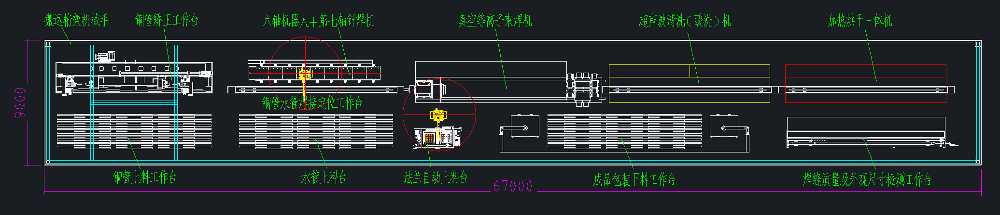 搬运桁架机械手
铜管矫正工作台
六轴机器人+第七轴钎焊机
真空等离子束焊机
超声波清洗(酸洗)机
加热烘干一体机
9000
铜管水管焊接定位工作台
铜管上料工作台
水管上料台
法兰自动上料台
成品包装下料工作台
焊缝质量及外观尺寸检测工作台
67000